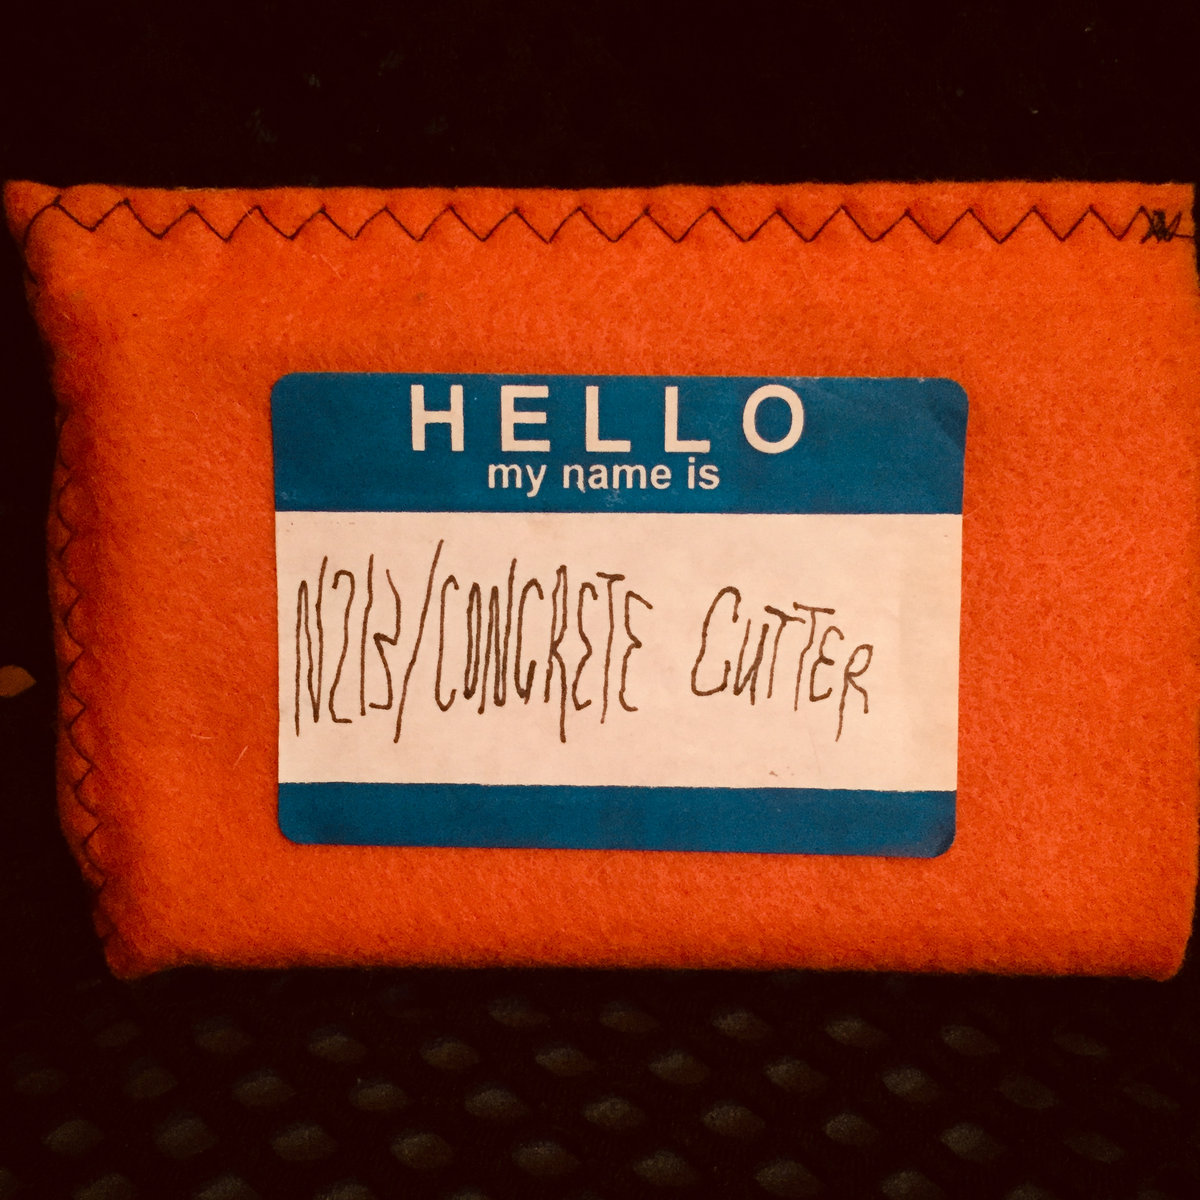 HELLO
my name is
N213/CONCRETE CUTTER